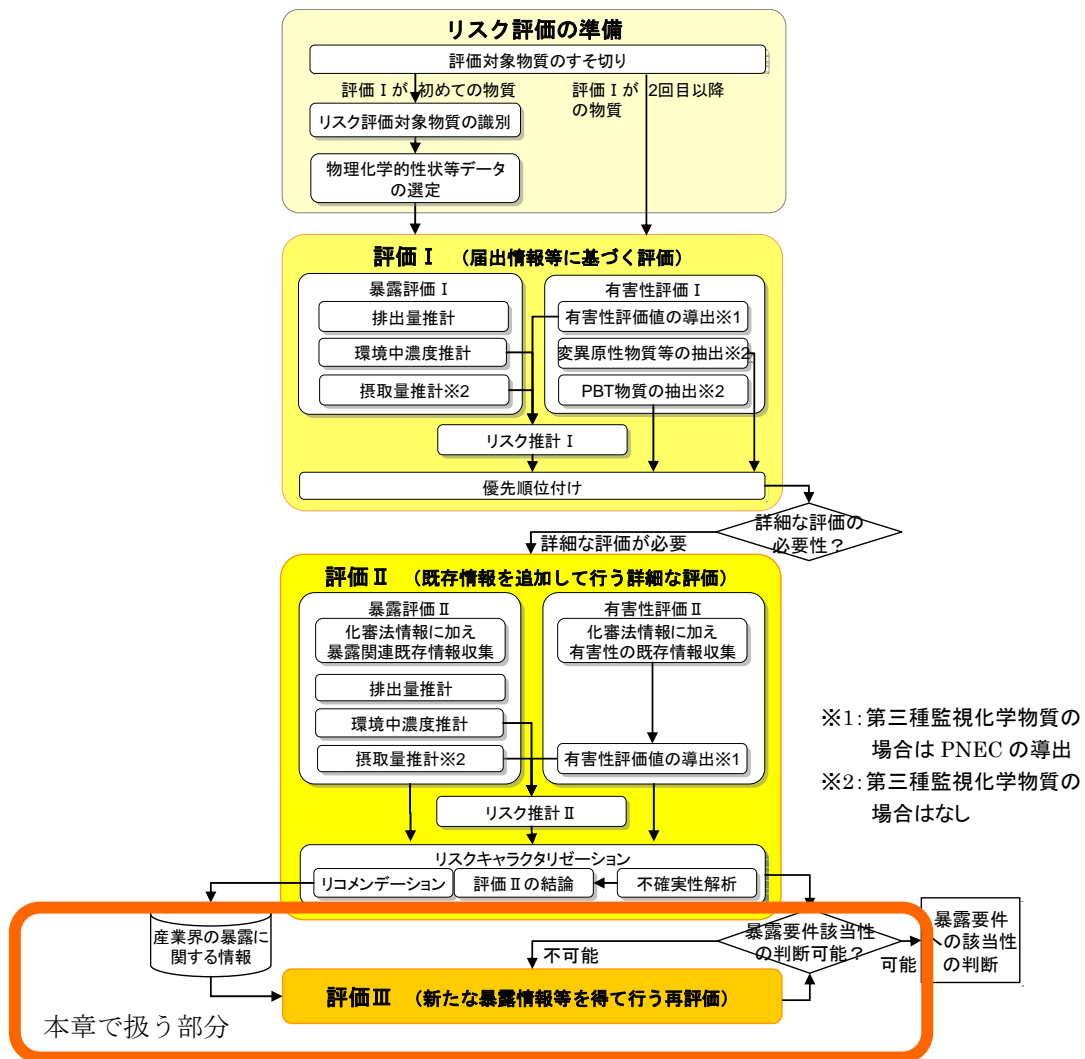 リスク評価の準備
評価対象物質のすそ切り
評価Ⅰが 初めての物質
評価Ⅰが 2回目以降
の物質
リスク評価対象物質の識別
物理化学的性状等データ
の選定
評価Ⅰ （届出情報等に基づく評価）
暴露評価Ⅰ
排出量推計
環境中濃度推計
摂取量推計※2
有害性評価Ⅰ
有害性評価値の導出※1
変異原性物質等の抽出※2
PBT物質の抽出※2
リスク推計Ⅰ
優先順位付け
詳細な評価の
必要性？
詳細な評価が必要
評価Ⅱ （既存情報を追加して行う詳細な評価）
暴露評価Ⅱ
化審法情報に加え
暴露関連既存情報収集
排出量推計
環境中濃度推計
摂取量推計※2
有害性評価Ⅱ
化審法情報に加え
有害性の既存情報収集
有害性評価値の導出※1
リスク推計Ⅱ
※1：第三種監視化学物質の
場合は PNEC の導出
※2：第三種監視化学物質の
場合はなし
リスクキャラクタリゼーション
リコメンデーション
評価Ⅱの結論
不確実性解析
産業界の暴露に
関する情報
暴露要件該当性
の判断可能？
不可能
可能
暴露要件
への該当性
の判断
評価Ⅲ （新たな暴露情報等を得て行う再評価）
本章で扱う部分